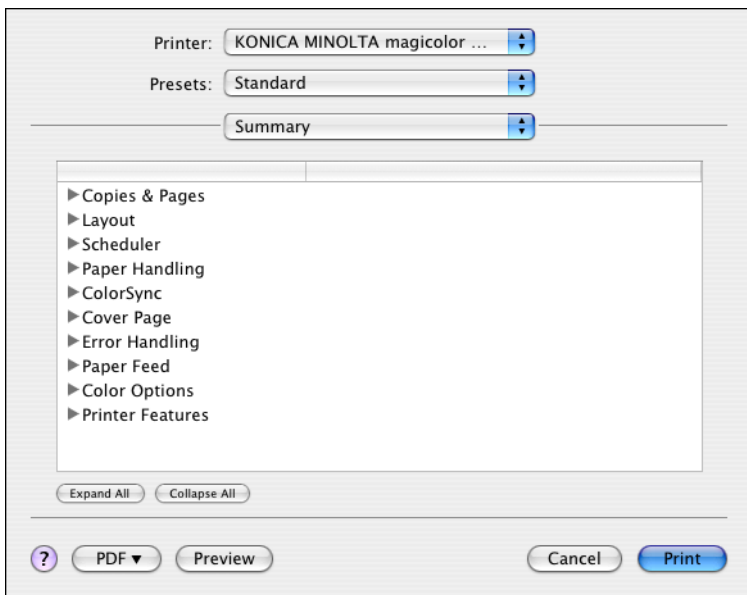 Printer: KONICA MINOLTA magicolor ...
Presets: Standard
Summary
Copies & Pages
Layout
Scheduler
Paper Handling
ColorSync
Cover Page
Error Handling
Paper Feed
Color Options
Printer Features
Expand All Collapse All
? PDF▼ Preview Cancel Print